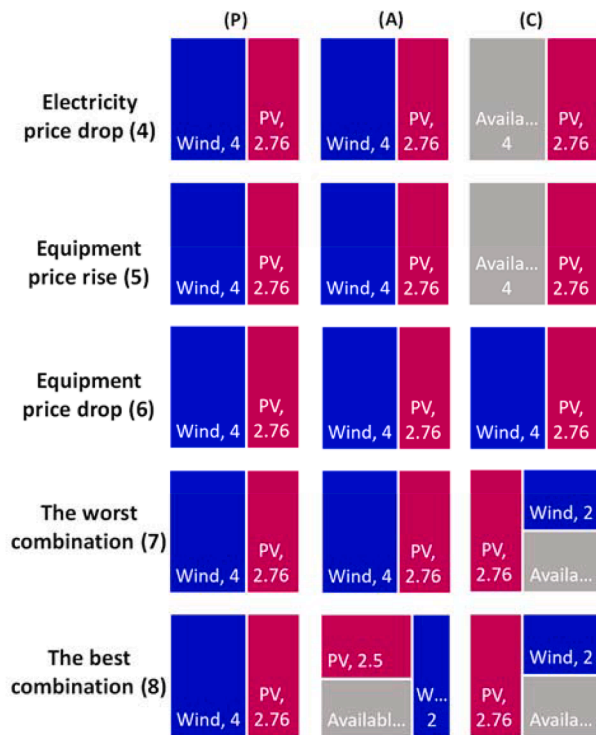 (P) (A) (C)
Electricity
price drop (4)
Wind, 4
PV,
2.76
Wind, 4
PV,
2.76
Availa...
4
PV,
2.76
Equipment
price rise (5)
Wind, 4
PV,
2.76
Wind, 4
PV,
2.76
Availa...
4
PV,
2.76
Equipment
price drop (6)
Wind, 4
PV,
2.76
Wind, 4
PV,
2.76
Wind, 4
PV,
2.76
The worst
combination (7)
Wind, 4
PV,
2.76
Wind, 4
PV,
2.76
PV,
2.76
Wind, 2
Availa...
The best
combination (8)
Wind, 4
PV,
2.76
PV, 2.5
Availabl...
W...
2
PV,
2.76
Wind, 2
Availa...